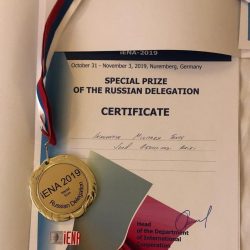 iENA-2019
October 31 - November 3, 2019, Nuremberg, Germany
SPECIAL PRIZE
OF THE RUSSIAN DELEGATION
CERTIFICATE
iENA 2019
Russian Delegation
Head
of the Department
of International
Cooperation
iENA